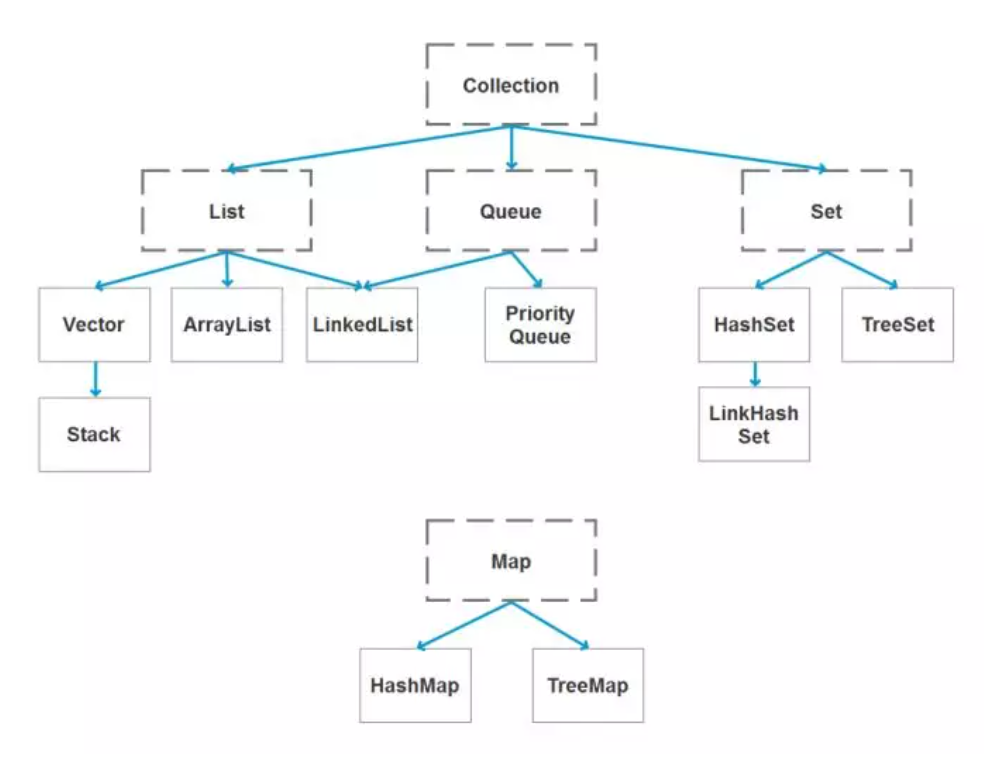 Collection
List
Queue
Set
Vector
ArrayList
LinkedList
Priority
Queue
HashSet
TreeSet
Stack
LinkHash
Set
Map
HashMap
TreeMap